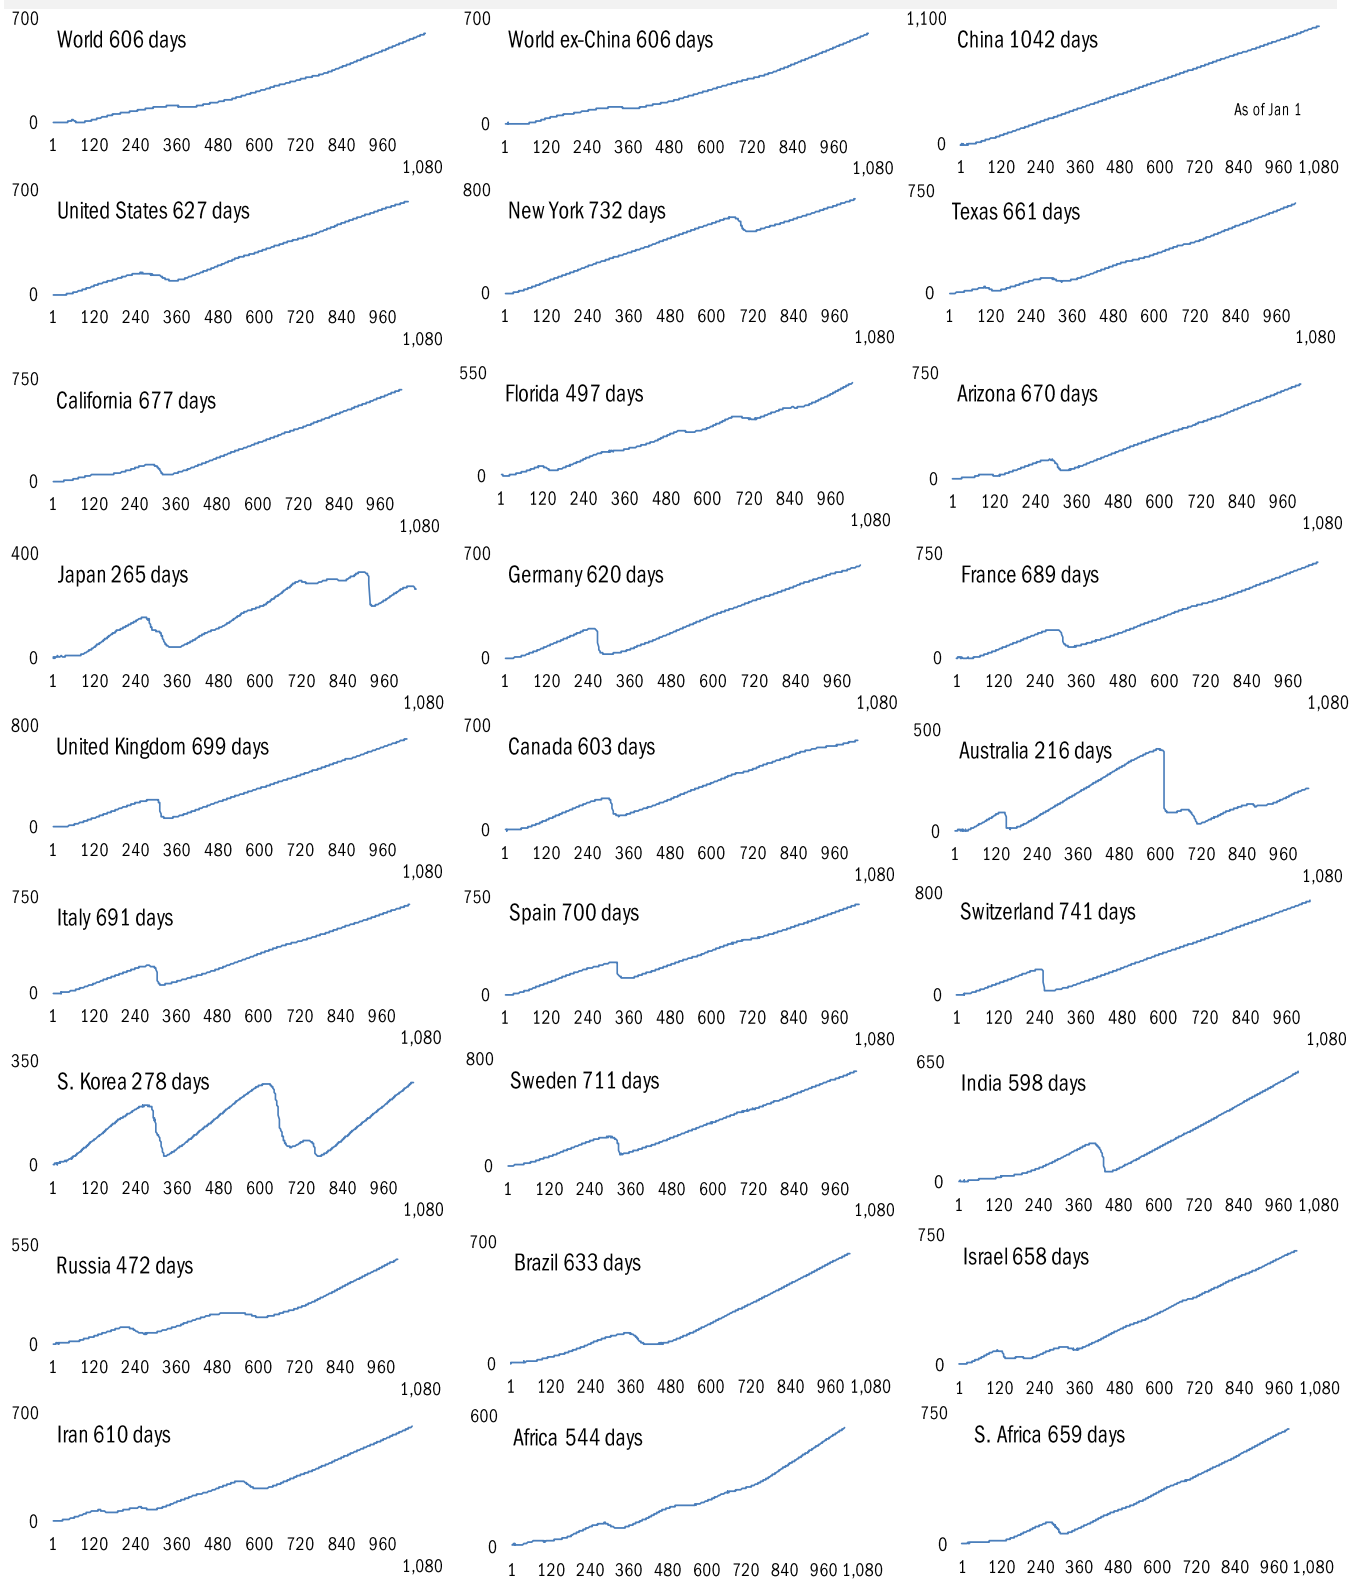 700
World 606 days
0
1 120 240 360 480 600 720 840 960
1,080
700
World ex-China 606 days
0
1 120 240 360 480 600 720 840 960
1,080
1,100
China 1042 days
As of Jan 1
0
1 120 240 360 480 600 720 840 960 1,080
700
United States 627 days
0
1 120 240 360 480 600 720 840 960
1,080
800
New York 732 days
0
1 120 240 360 480 600 720 840 960
1,080
750
Texas 661 days
0
1 120 240 360 480 600 720 840 960
1,080
750
California 677 days
0
1 120 240 360 480 600 720 840 960
1,080
550
Florida 497 days
0
1 120 240 360 480 600 720 840 960
1,080
750
Arizona 670 days
0
1 120 240 360 480 600 720 840 960
1,080
400
Japan 265 days
0
1 120 240 360 480 600 720 840 960
1,080
700
Germany 620 days
0
1 120 240 360 480 600 720 840 960
1,080
750
France 689 days
0
1 120 240 360 480 600 720 840 960
1,080
800
United Kingdom 699 days
0
1 120 240 360 480 600 720 840 960
1,080
700
Canada 603 days
0
1 120 240 360 480 600 720 840 960
1,080
500
Australia 216 days
0
1 120 240 360 480 600 720 840 960
1,080
750
Italy 691 days
0
1 120 240 360 480 600 720 840 960
1,080
750
Spain 700 days
0
1 120 240 360 480 600 720 840 960
1,080
800
Switzerland 741 days
0
1 120 240 360 480 600 720 840 960
1,080
350
S. Korea 278 days
0
1 120 240 360 480 600 720 840 960
1,080
800
Sweden 711 days
0
1 120 240 360 480 600 720 840 960
1,080
650
India 598 days
0
1 120 240 360 480 600 720 840 960 1,080
550
Russia 472 days
0
1 120 240 360 480 600 720 840 960
1,080
700
Brazil 633 days
0
1 120 240 360 480 600 720 840 960 1,080
750
Israel 658 days
0
1 120 240 360 480 600 720 840 960 1,080
700
Iran 610 days
0
1 120 240 360 480 600 720 840 960
1,080
600
Africa 544 days
0
1 120 240 360 480 600 720 840 960 1,080
750
S. Africa 659 days
0
1 120 240 360 480 600 720 840 960 1,080